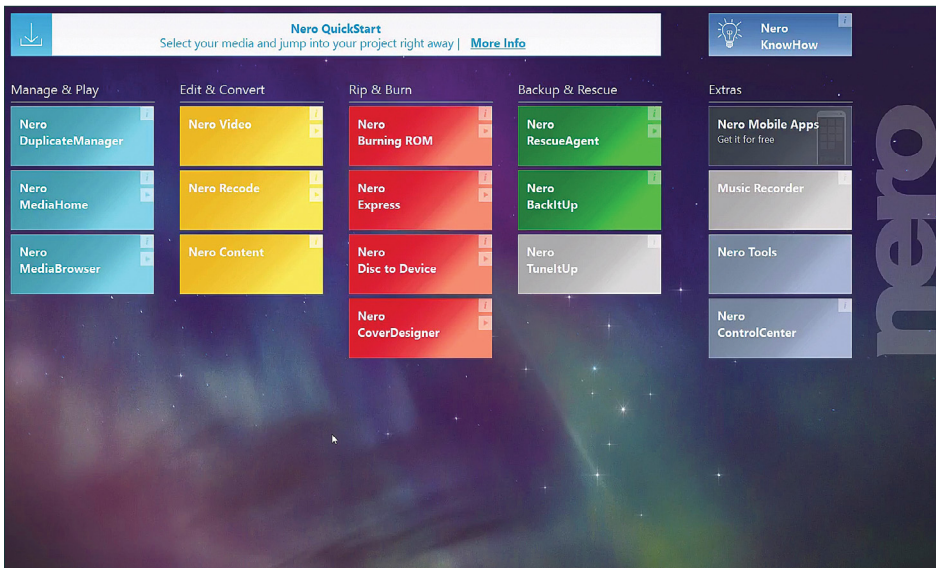 Nero QuickStart
Select your media and jump into your project right away | More Info
Nero
KnowHow
Manage & Play
Nero
DuplicateManager
Nero
MediaHome
Nero
MediaBrowser
Edit & Convert
Nero Video
Nero Recode
Nero Content
Rip & Burn
Nero
Burning ROM
Nero
Express
Nero
Disc to Device
Nero
CoverDesigner
Backup & Rescue
Nero
RescueAgent
Nero
BackItUp
Nero
TuneItUp
Extras
Nero Mobile Apps
Get it for free
Music Recorder
Nero Tools
Nero
ControlCenter
nero